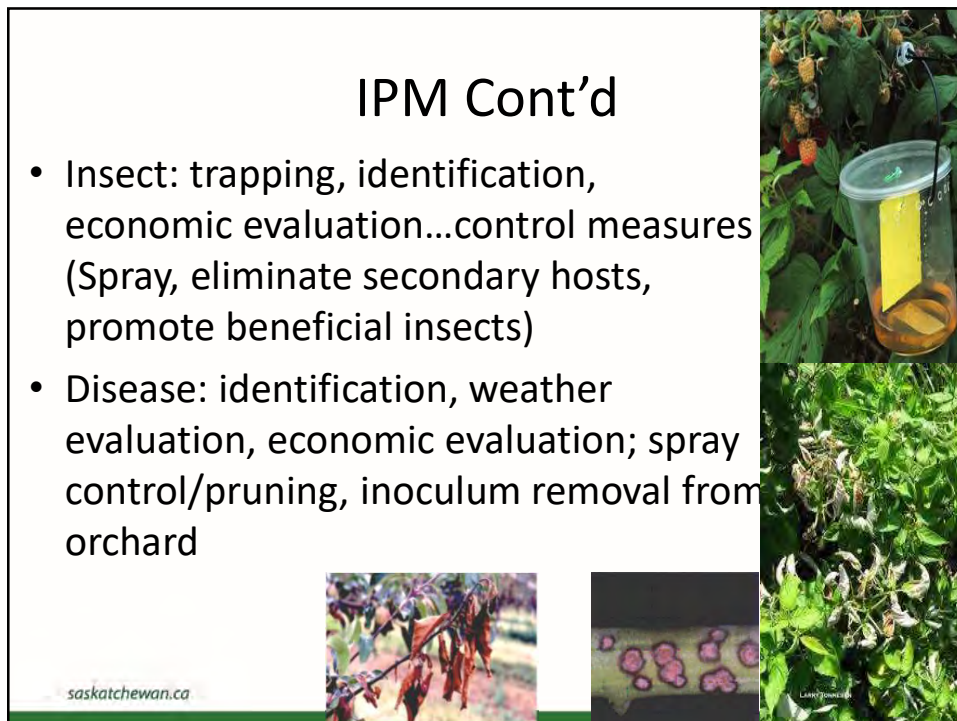 IPM Cont’d
• Insect: trapping, identification,
economic evaluation…control measures
(Spray, eliminate secondary hosts,
promote beneficial insects)
• Disease: identification, weather
evaluation, economic evaluation; spray
control/pruning, inoculum removal from
orchard
saskatchewan.ca